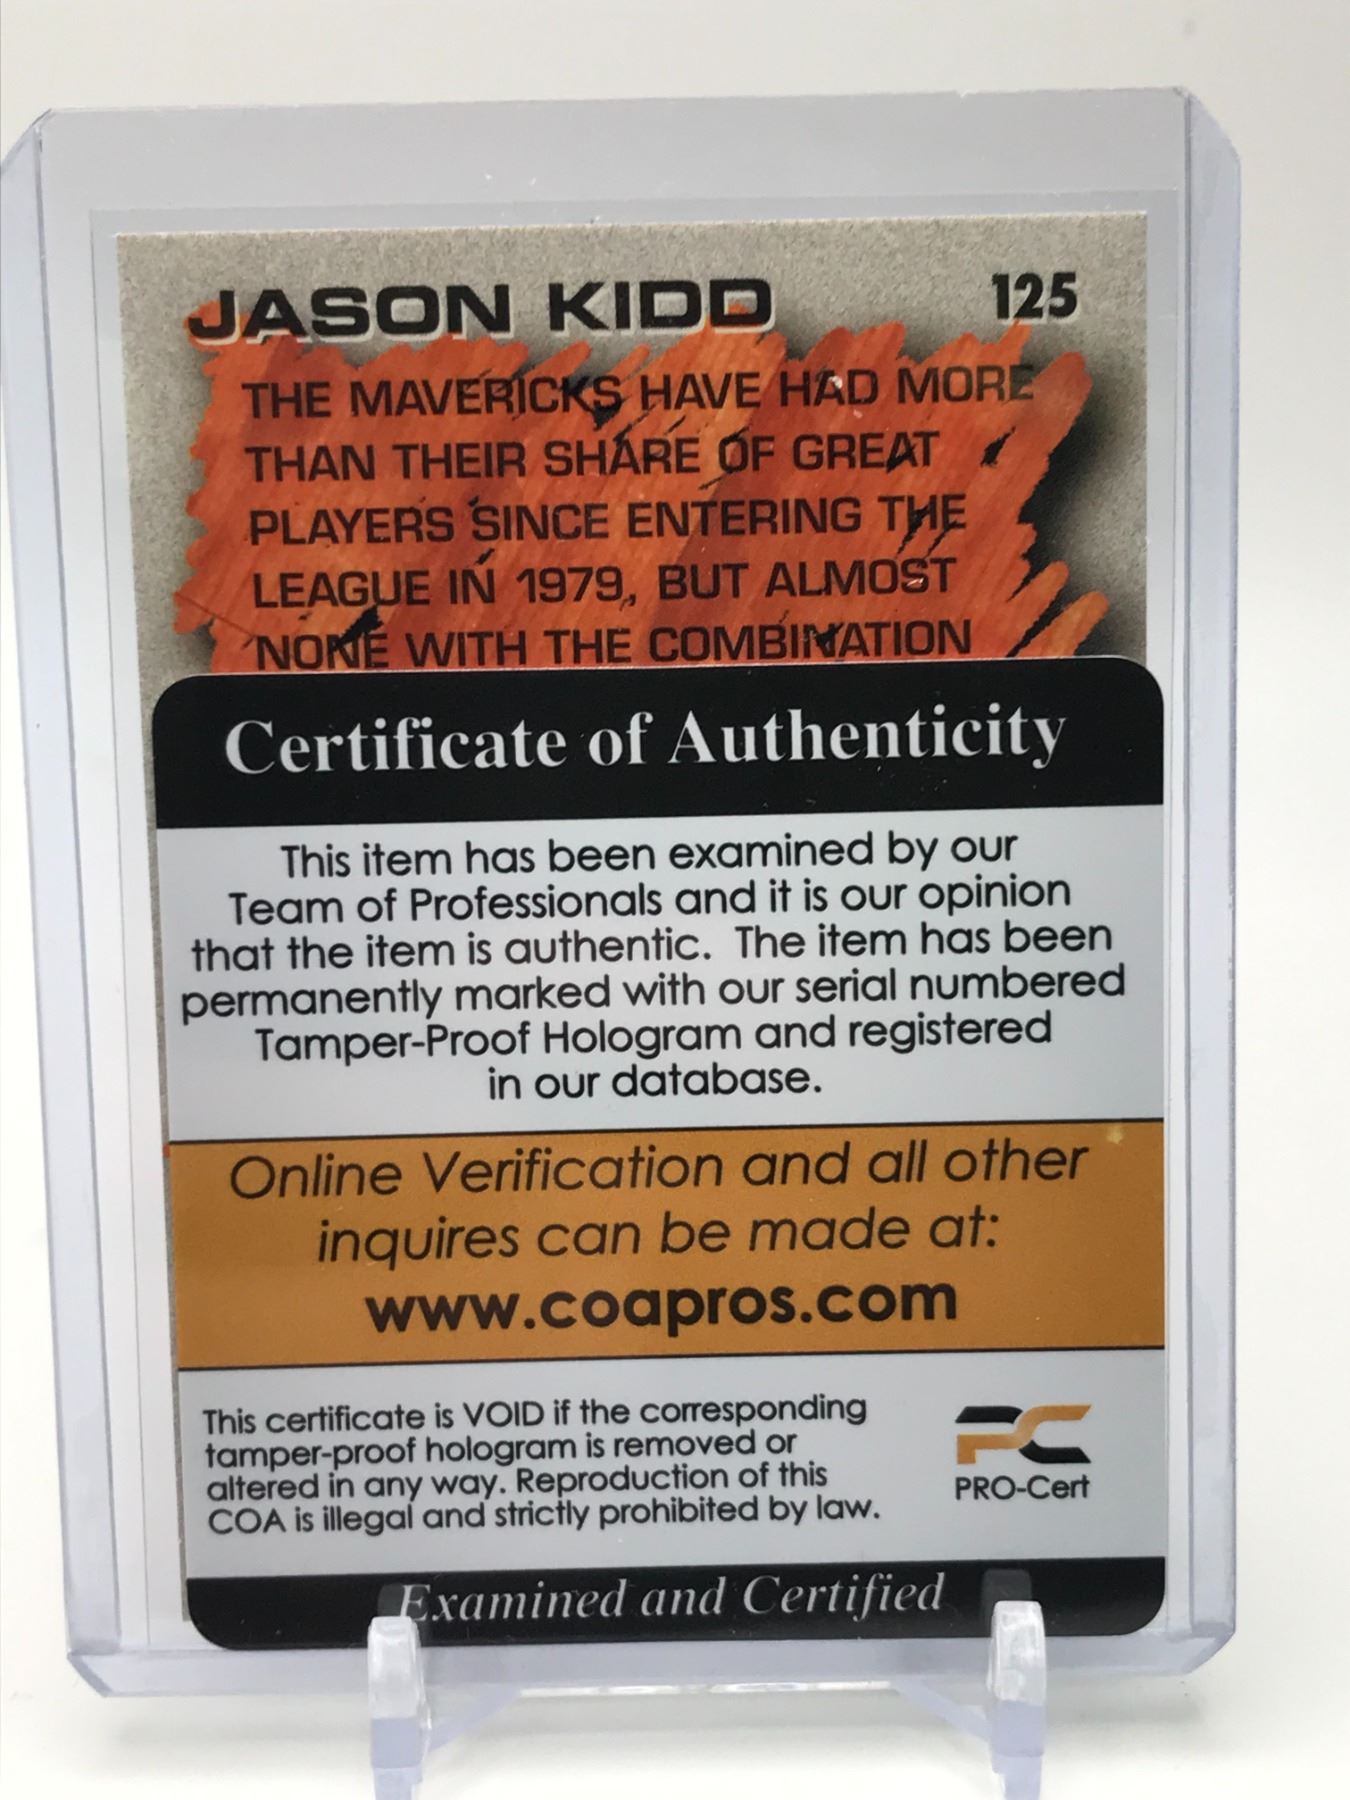 JASON KIDD 125
THE MAVERICKS HAVE HAD MORE
THAN THEIR SHARE OF GREAT
PLAYERS SINCE ENTERING THE
LEAGUE IN 1979, BUT ALMOST
NONE WITH THE COMBINATION
Certificate of Authenticity
This item has been examined by our
Team of Professionals and it is our opinion
that the item is authentic. The item has been
permanently marked with our serial numbered
Tamper-Proof Hologram and registered
in our database.
Online Verification and all other
inquires can be made at:
www.coapros.com
This certificate is VOID if the corresponding
tamper-proof hologram is removed or
altered in any way. Reproduction of this
COA is illegal and strictly prohibited by law.
PC
PRO-Cert
Examined and Certified